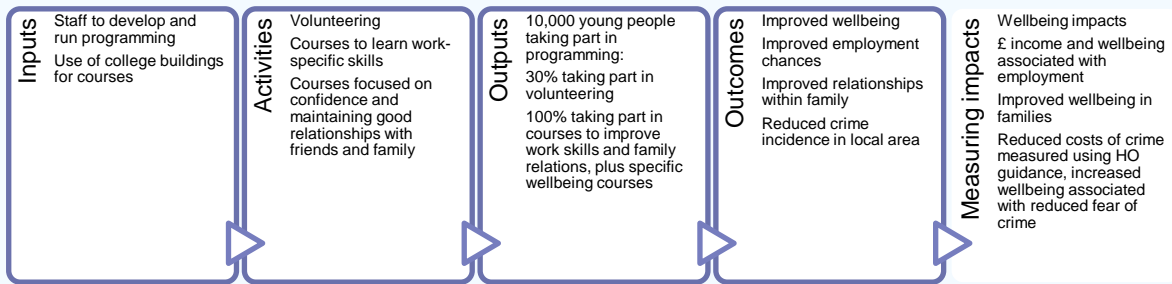 Inputs
Staff to develop and
run programming
Use of college buildings
for courses
Activities
Volunteering
Courses to learn work-
specific skills
Courses focused on
confidence and
maintaining good
relationships with
friends and family
Outputs
10,000 young people
taking part in
programming:
30% taking part in
volunteering
100% taking part in
courses to improve
work skills and family
relations, plus specific
wellbeing courses
Outcomes
Improved wellbeing
Improved employment
chances
Improved relationships
within family
Reduced crime
incidence in local area
Measuring impacts
Wellbeing impacts
£ income and wellbeing
associated with
employment
Improved wellbeing in
families
Reduced costs of crime
measured using HO
guidance, increased
wellbeing associated
with reduced fear of
crime